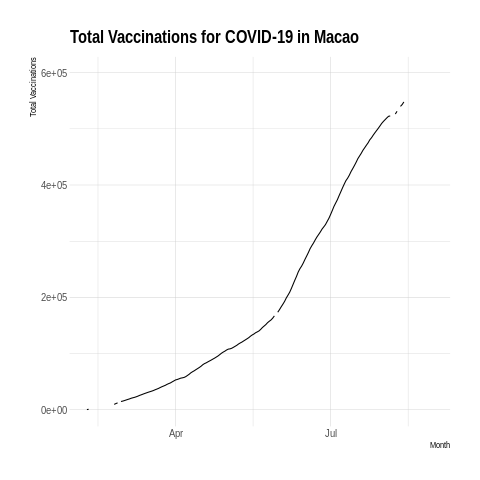 Total Vaccinations for COVID-19 in Macao
Total Vaccinations
6e+05
4e+05
2e+05
0e+00
Apr
Jul
Month